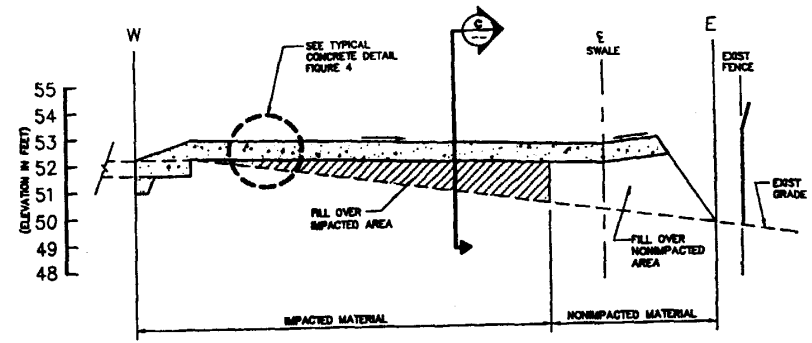 W
SEE TYPICAL
CONCRETE DETAIL
FIGURE 4
C
--
℄
SWALE
E
EXIST
FENCE
55
54
53
52
51
50
49
48
(ELEVATION IN FEET)
FILL OVER
IMPACTED AREA
FILL OVER
NONIMPACTED
AREA
EXIST
GRADE
IMPACTED MATERIAL
NONIMPACTED MATERIAL